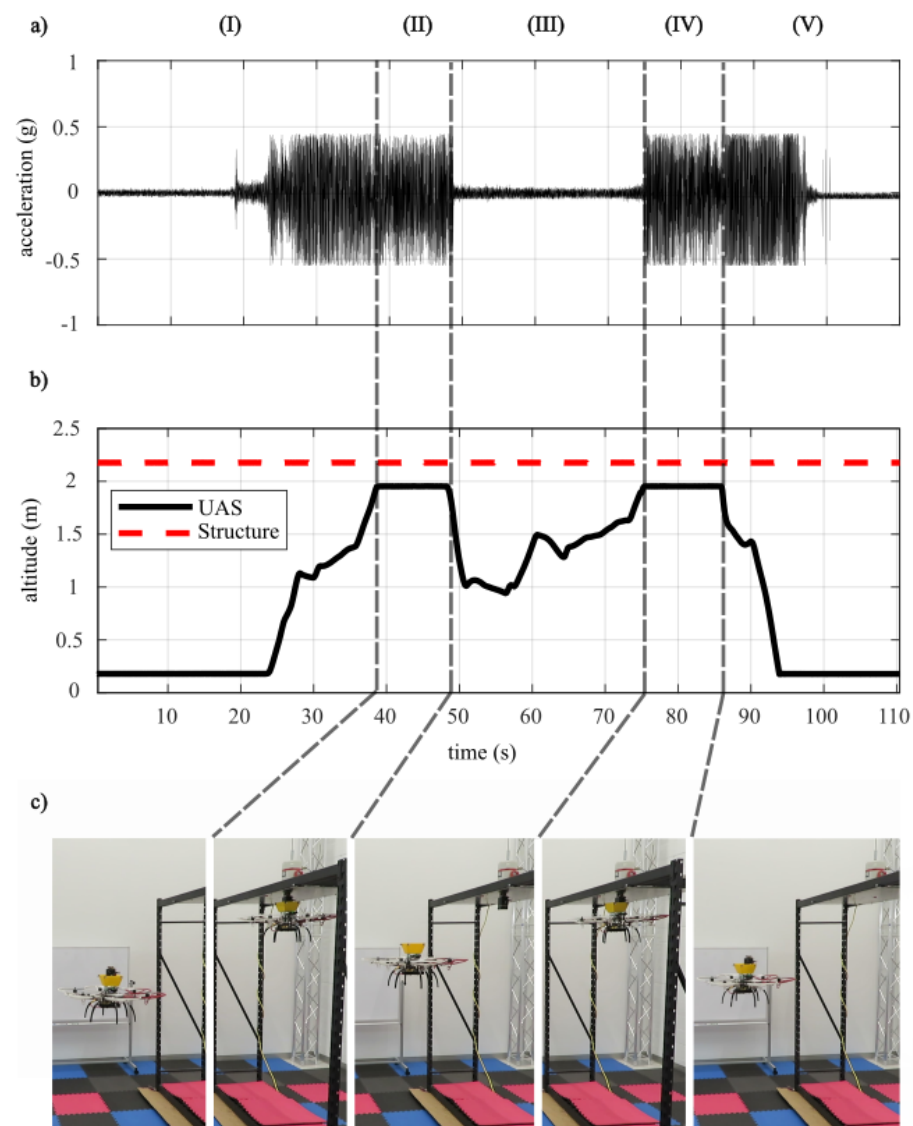 a) (I) (II) (III) (IV) (V)
1
0.5
0
-0.5
-1
acceleration (g)
b)
2.5
2
1.5
1
0.5
0
altitude (m)
UAS
Structure
10 20 30 40 50 60 70 80 90 100 110
time (s)
c)